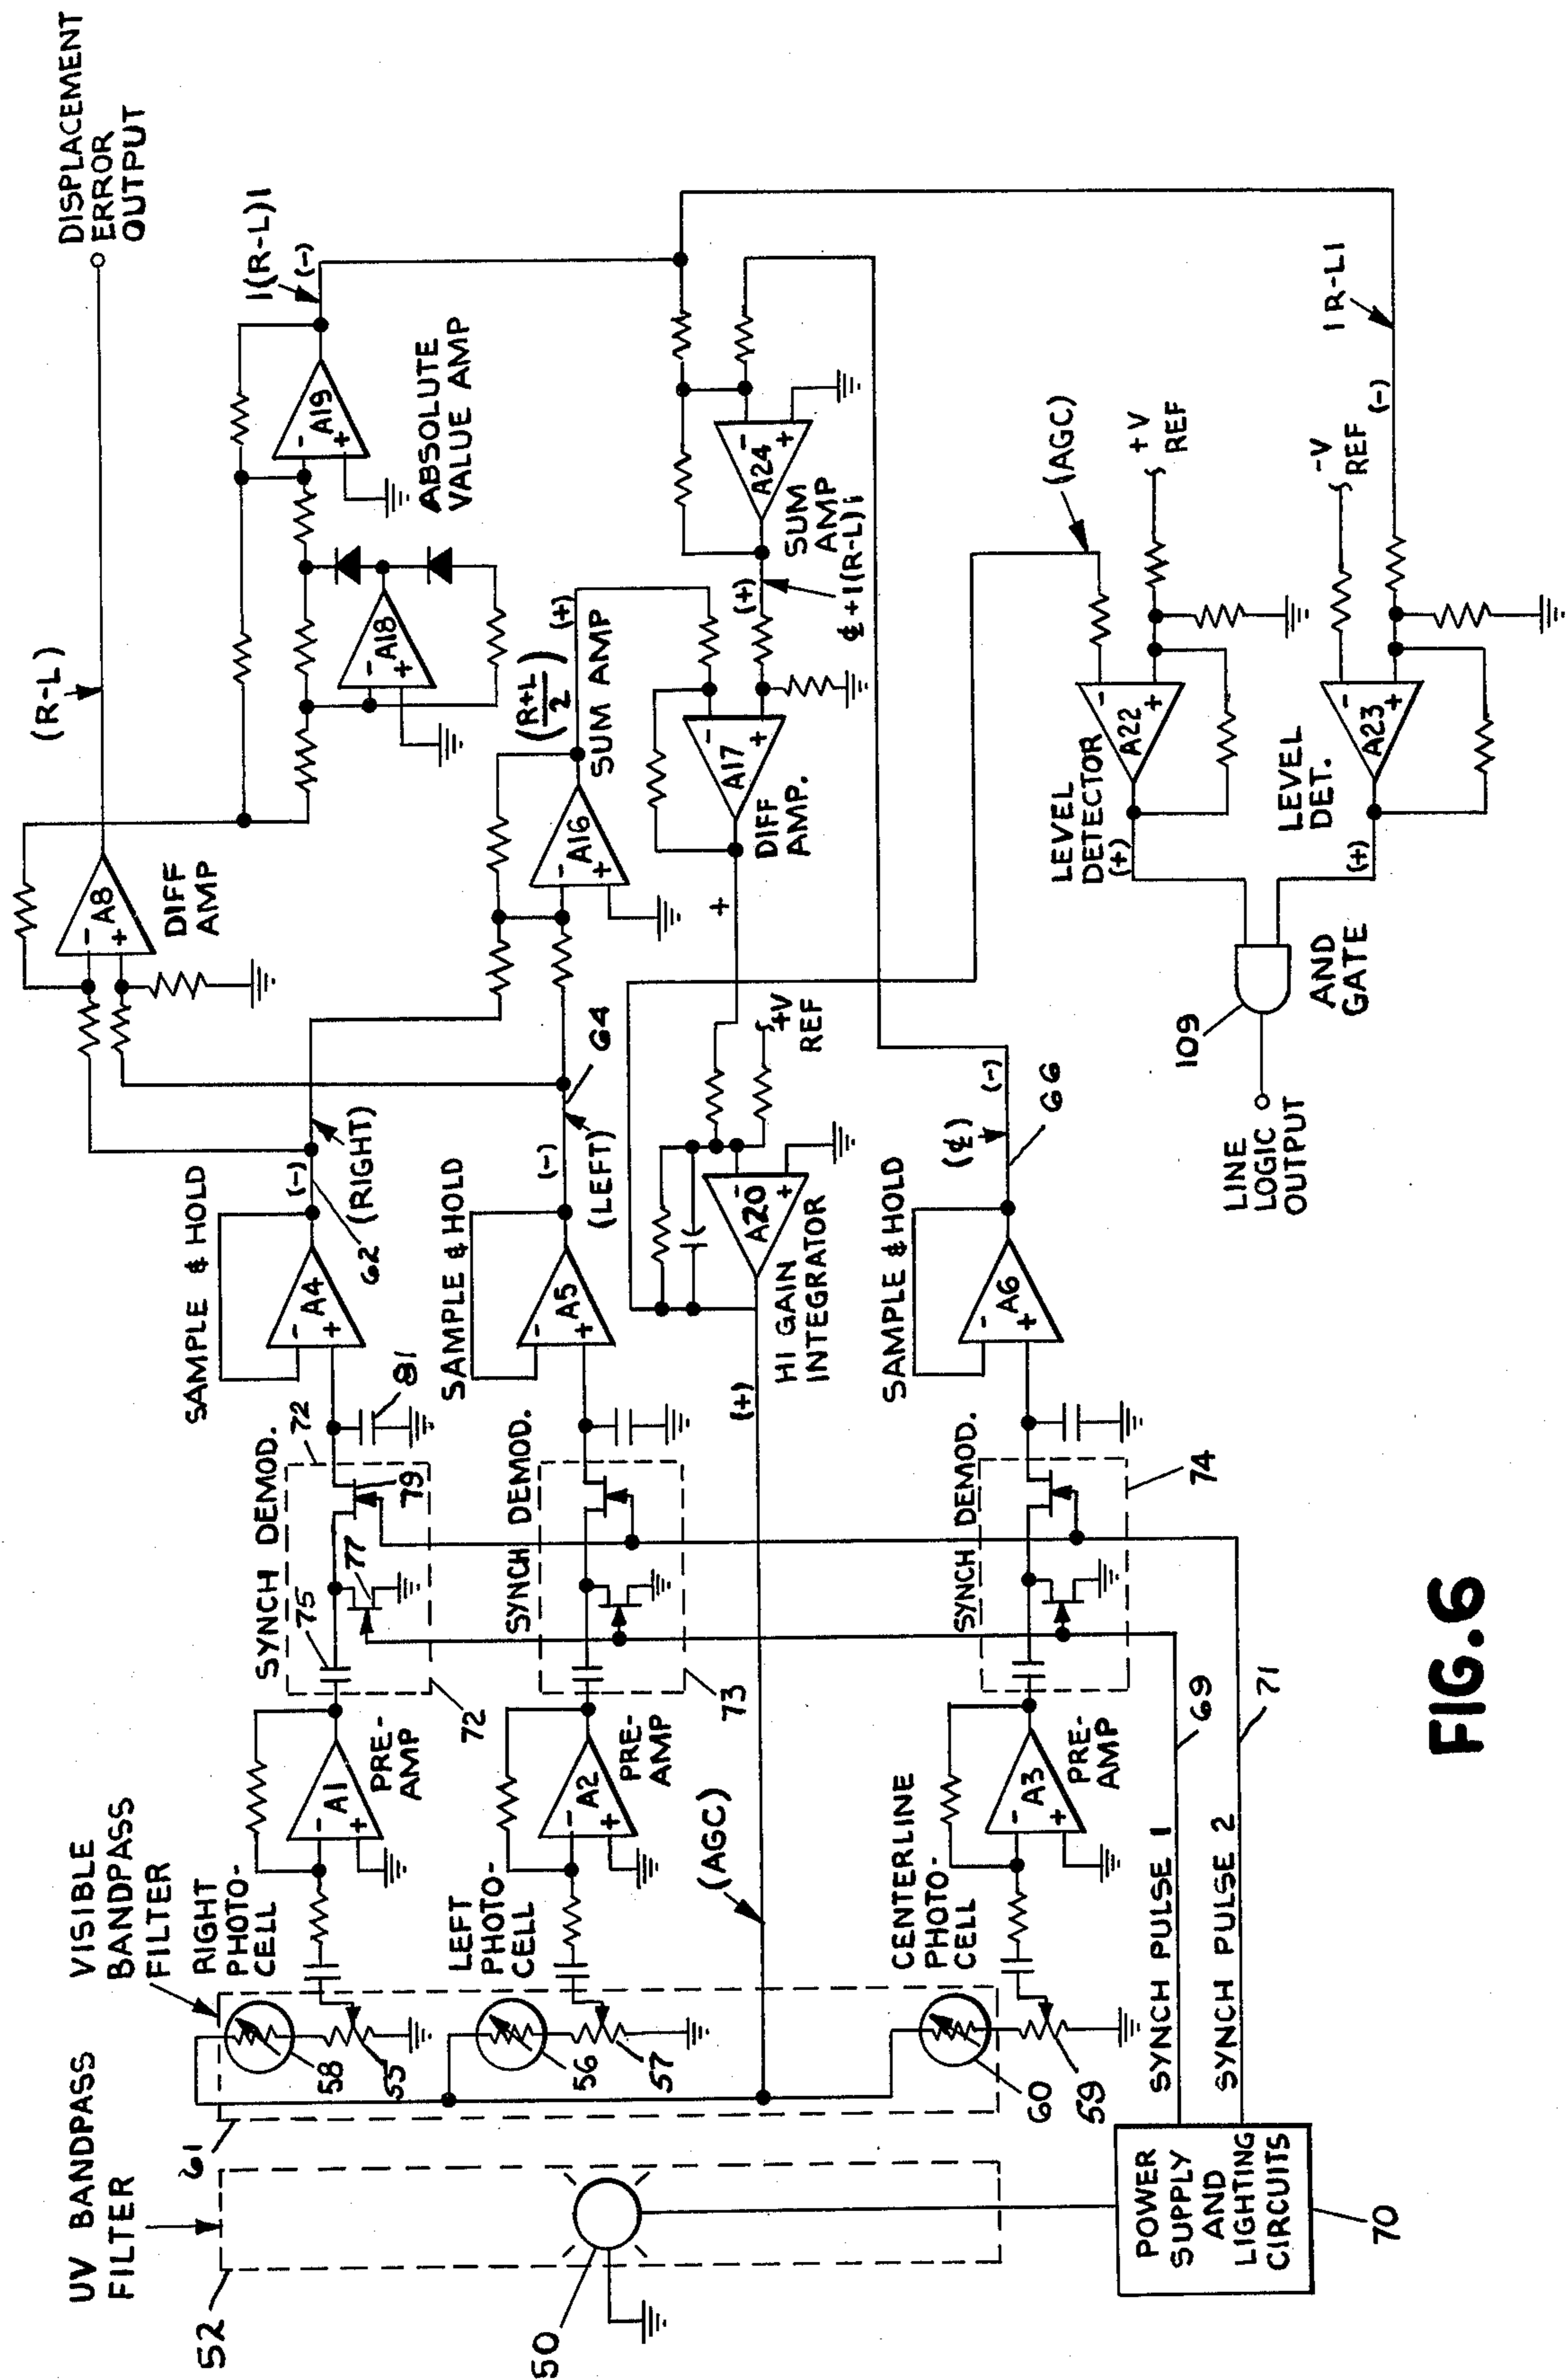 UV BANDPASS
FILTER
52
50
61
VISIBLE
BANDPASS
FILTER
RIGHT
PHOTO-
CELL
58
55
LEFT
PHOTO-
CELL
56
57
CENTERLINE
PHOTO-
CELL
60
59
POWER
SUPPLY
AND
LIGHTING
CIRCUITS
70
SYNCH PULSE 1
69
SYNCH PULSE 2
71
(AGC)
- A1 +
PRE-
AMP
- A2 +
PRE-
AMP
- A3 +
PRE-
AMP
SYNCH DEMOD.
72
75
77
79
72
81
SYNCH DEMOD.
73
SYNCH DEMOD.
74
SAMPLE & HOLD
- A4 +
(-)
62
(RIGHT)
SAMPLE & HOLD
- A5 +
(-)
(LEFT)
64
SAMPLE & HOLD
- A6 +
(℄)
(-)
66
(+)
HI GAIN
INTEGRATOR
- A20 +
+V
REF
+
- A8 +
DIFF
AMP
(R-L)
DISPLACEMENT
ERROR
OUTPUT
- A18 +
- A19 +
ABSOLUTE
VALUE AMP
|(R-L)|
(-)
- A16 +
SUM AMP
(R+L/2)
(+)
- A17 +
DIFF
AMP.
- A24 +
SUM
AMP
(+)
℄+|(R-L)|
(AGC)
LEVEL
DETECTOR
(+)
- A22 +
+V
REF
LEVEL
DET.
(+)
- A23 +
-V
REF
(-)
|R-L|
109
AND
GATE
LINE
LOGIC
OUTPUT
FIG.6